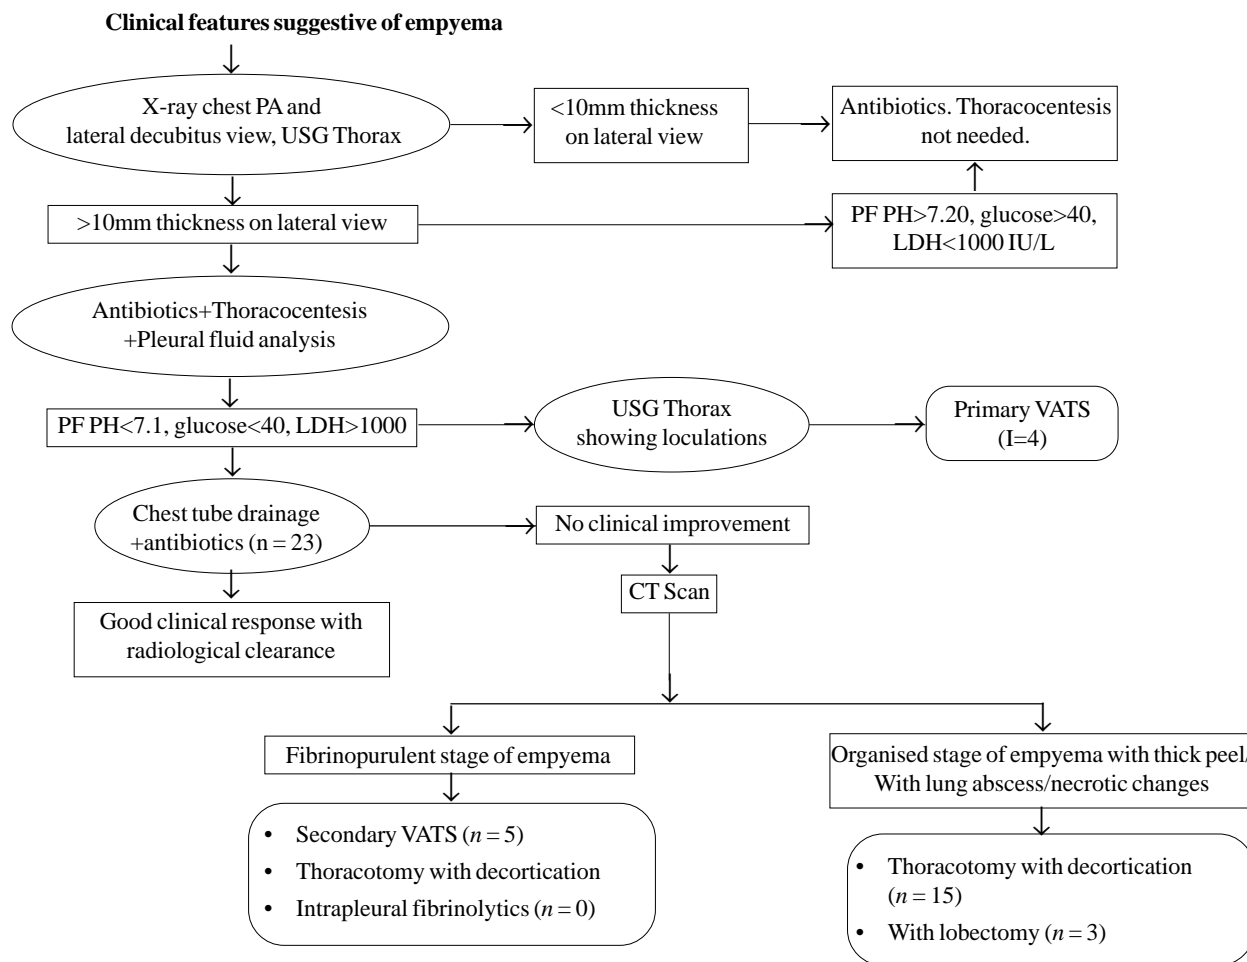 Clinical features suggestive of empyema
X-ray chest PA and
lateral decubitus view, USG Thorax
<10mm thickness
on lateral view
Antibiotics. Thoracocentesis
not needed.
>10mm thickness on lateral view
PF PH>7.20, glucose>40,
LDH<1000 IU/L
Antibiotics+Thoracocentesis
+Pleural fluid analysis
PF PH<7.1, glucose<40, LDH>1000
USG Thorax
showing loculations
Primary VATS
(I=4)
Chest tube drainage
+antibiotics (n = 23)
No clinical improvement
CT Scan
Good clinical response with
radiological clearance
Fibrinopurulent stage of empyema
Organised stage of empyema with thick peel/
With lung abscess/necrotic changes
• Secondary VATS (n = 5)
• Thoracotomy with decortication
• Intrapleural fibrinolytics (n = 0)
• Thoracotomy with decortication
(n = 15)
• With lobectomy (n = 3)